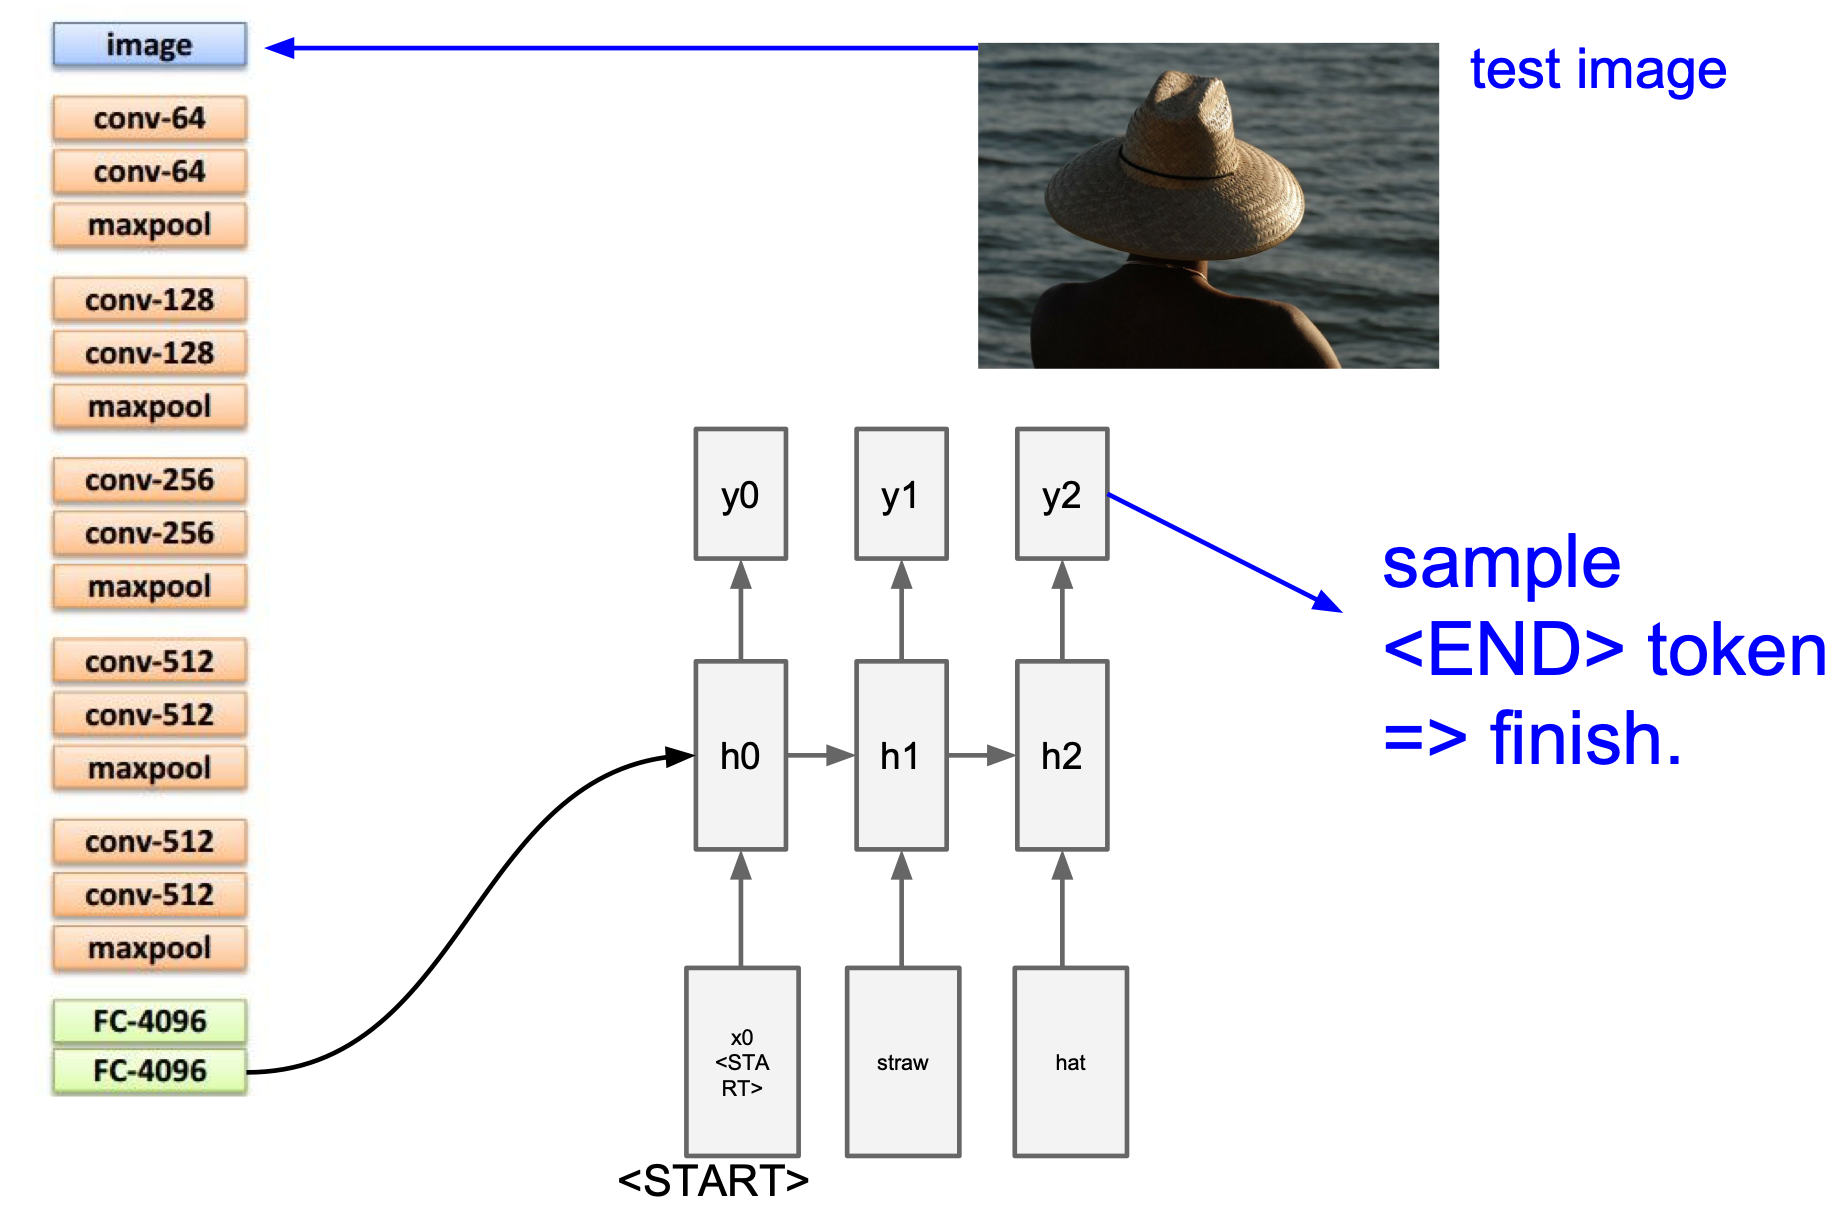 image
test image
conv-64
conv-64
maxpool
conv-128
conv-128
maxpool
conv-256
conv-256
maxpool
conv-512
conv-512
maxpool
conv-512
conv-512
maxpool
FC-4096
FC-4096
y0
y1
y2
sample
<END> token
=> finish.
h0
h1
h2
x0
<STA
RT>
straw
hat
<START>